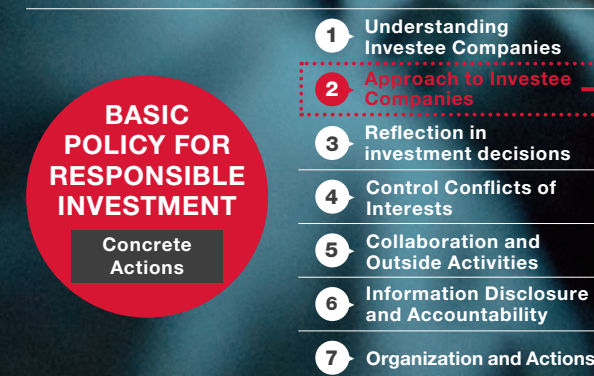 BASIC
POLICY FOR
RESPONSIBLE
INVESTMENT
Concrete
Actions
1 Understanding
Investee Companies
2 Approach to Investee
Companies
3 Reflection in
investment decisions
4 Control Conflicts of
Interests
5 Collaboration and
Outside Activities
6 Information Disclosure
and Accountability
7 Organization and Actions